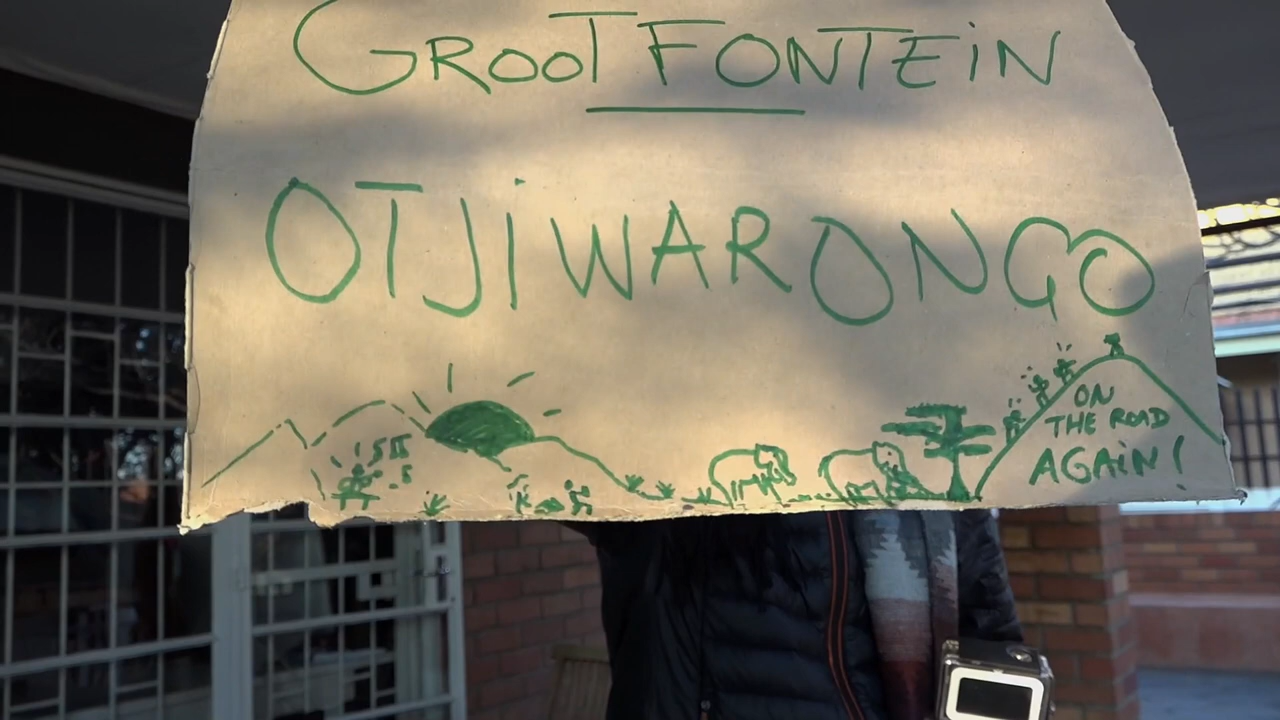 GROOTFONTEiN
OTJiWARONGO
ON
THE ROAD
AGAiN!